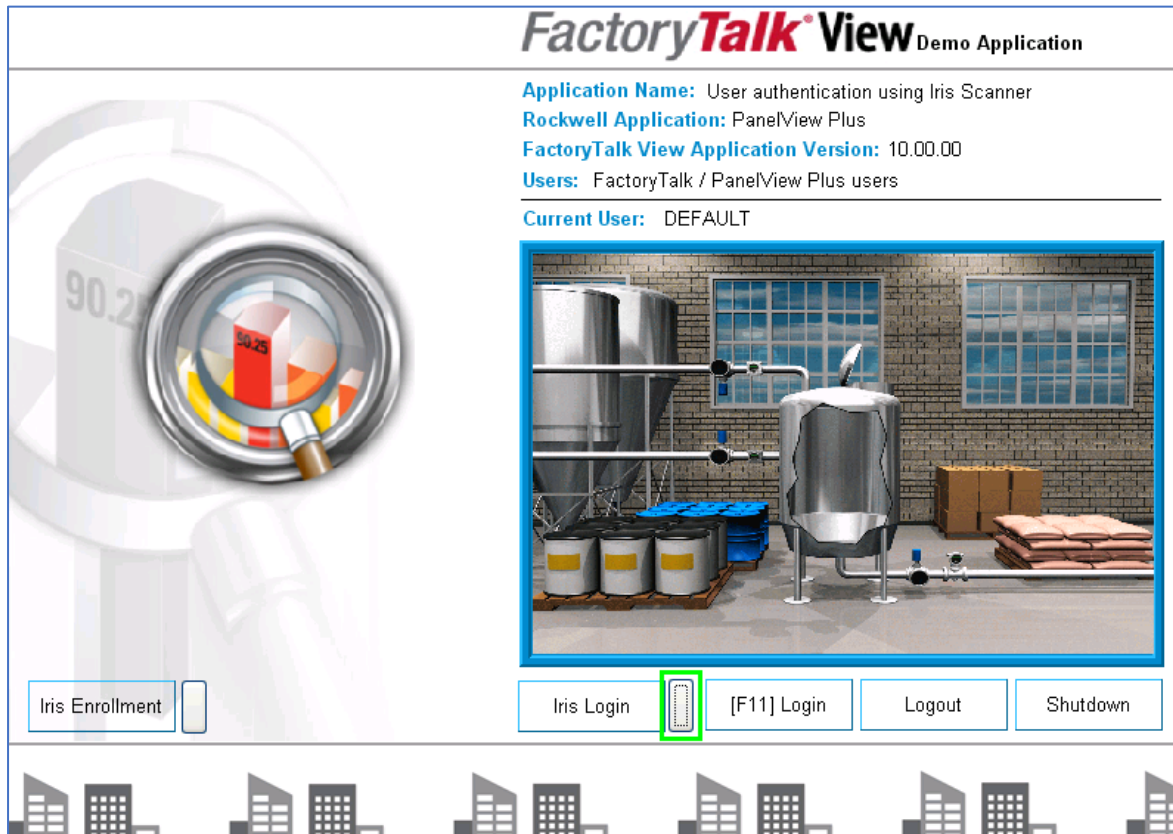 FactoryTalk View Demo Application
Application Name: User authentication using Iris Scanner
Rockwell Application: PanelView Plus
FactoryTalk View Application Version: 10.00.00
Users: FactoryTalk / PanelView Plus users
Current User: DEFAULT
90.25
90.25
Iris Enrollment
Iris Login
[F11] Login
Logout
Shutdown